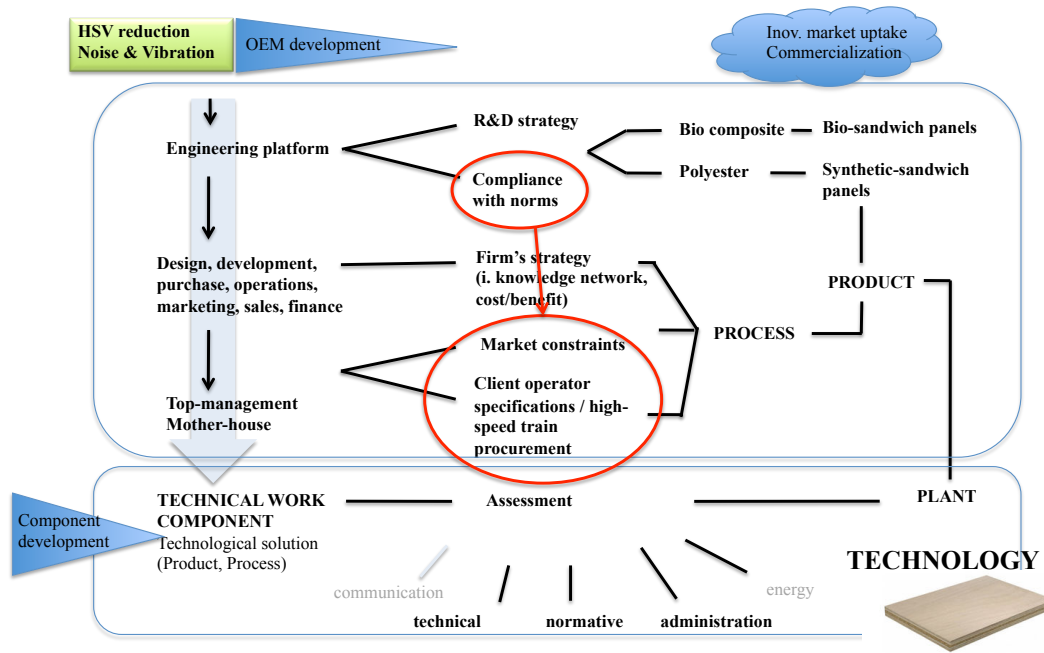 HSV reduction
Noise & Vibration
OEM development
Inov. market uptake
Commercialization
R&D strategy
Bio composite
Bio-sandwich panels
Engineering platform
Polyester
Synthetic-sandwich
panels
Compliance
with norms
Design, development,
purchase, operations,
marketing, sales, finance
Firm's strategy
(i. knowledge network,
cost/benefit)
PRODUCT
PROCESS
Market constraints
Client operator
specifications / high-
speed train
procurement
Top-management
Mother-house
Component
development
TECHNICAL WORK
COMPONENT
Technological solution
(Product, Process)
Assessment
PLANT
TECHNOLOGY
communication
energy
technical
normative
administration